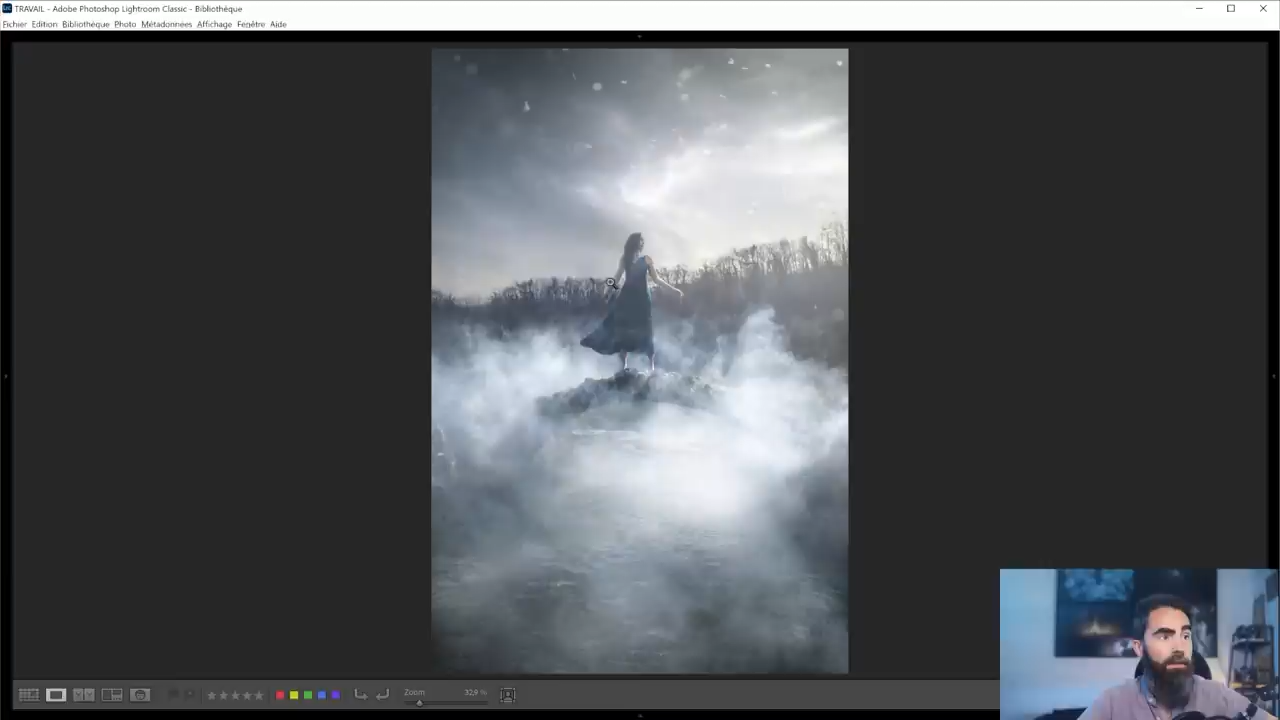 TRAVAIL - Adobe Photoshop Lightroom Classic - Bibliothèque
Fichier Edition Bibliothèque Photo Métadonnées Affichage Fenêtre Aide
Zoom 32,9 %